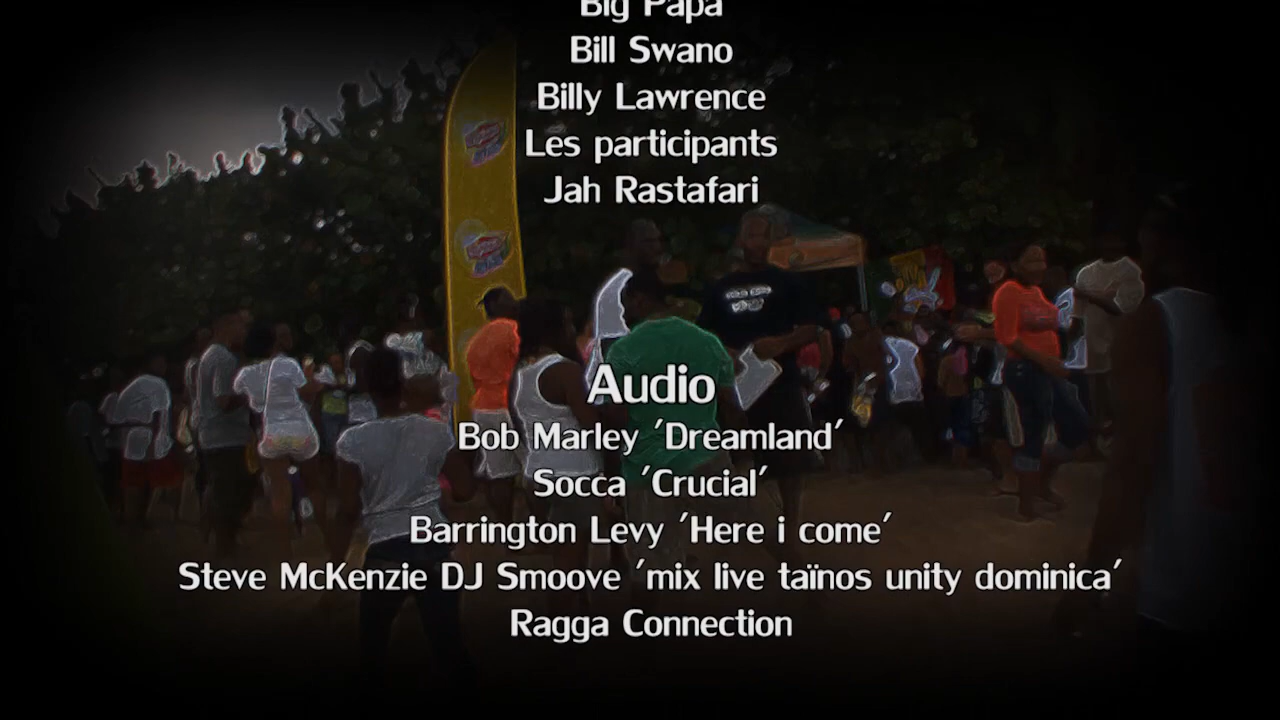 Big Papa
Bill Swano
Billy Lawrence
Les participants
Jah Rastafari
Audio
Bob Marley 'Dreamland'
Socca 'Crucial'
Barrington Levy 'Here i come'
Steve McKenzie DJ Smoove 'mix live taïnos unity dominica'
Ragga Connection